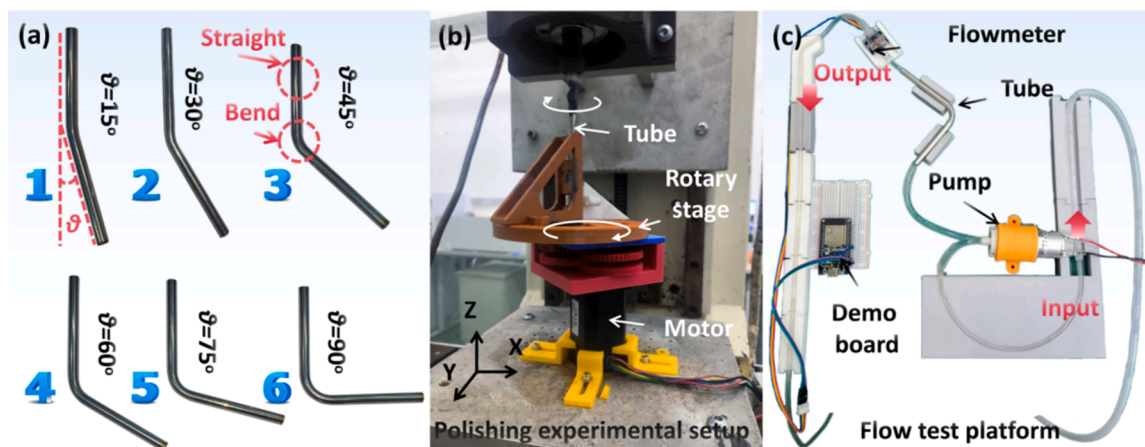 (a)
Straight
Bend
ϑ=15°
ϑ=30°
ϑ=45°
1
2
3
ϑ
ϑ=60°
ϑ=75°
ϑ=90°
4
5
6
(b)
Tube
Rotary
stage
Motor
Z
X
Y
Polishing experimental setup
(c)
Flowmeter
Output
Tube
Pump
Demo
board
Input
Flow test platform